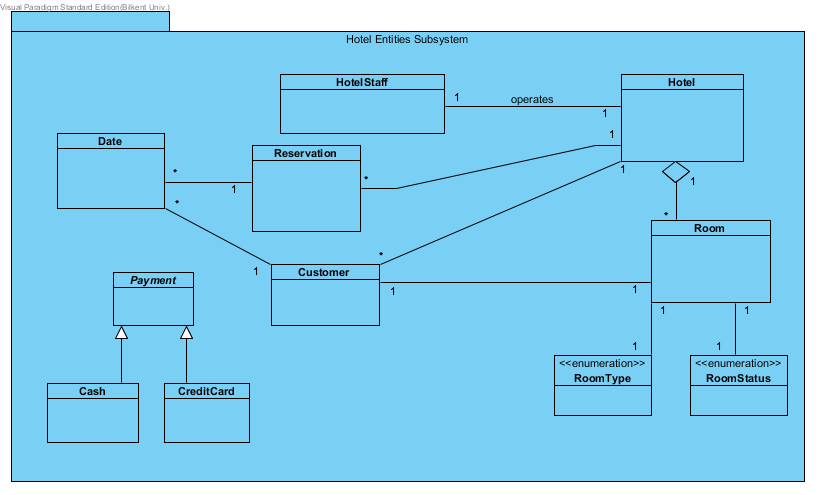 Visual Paradigm Standard Edition(Bilkent Univ.)
Hotel Entities Subsystem
HotelStaff
Hotel
1
operates
1
Date
Reservation
1
*
1
*
1
*
1
*
*
1
*
Room
1
Customer
Payment
1
1
1
1
1
1
<<enumeration>>
RoomType
<<enumeration>>
RoomStatus
Cash
CreditCard